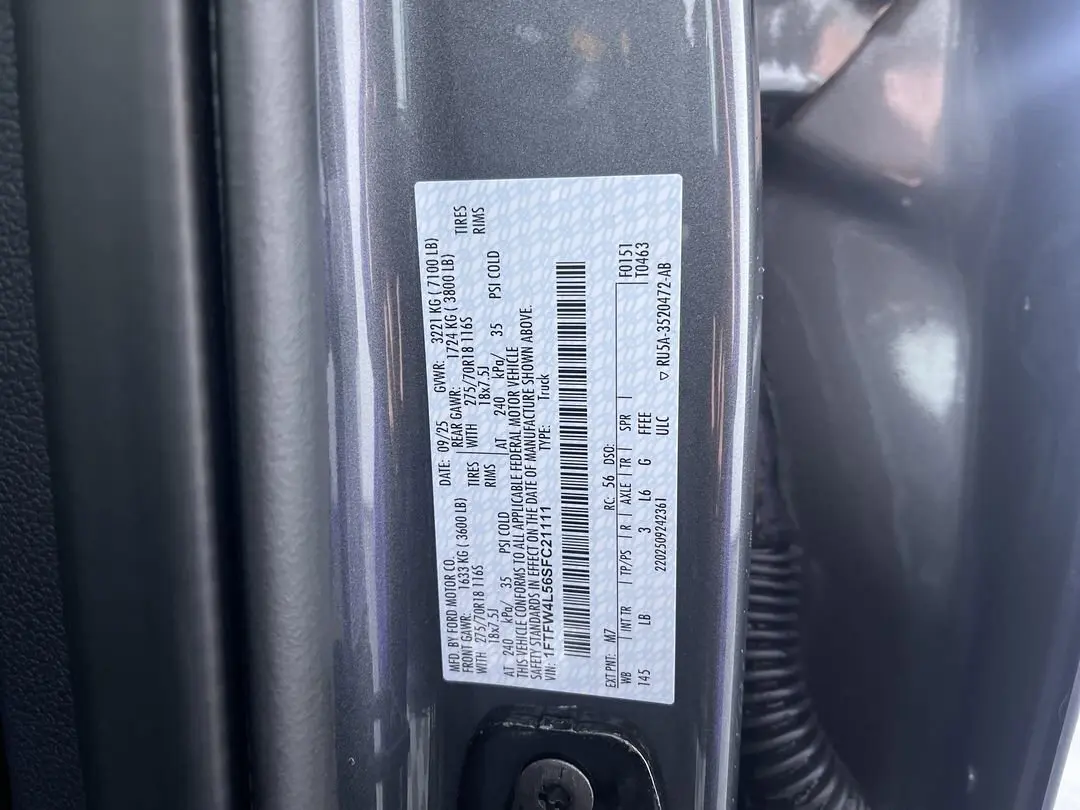 MFD. BY FORD MOTOR CO.
DATE: 09/25 GVWR: 3221 KG ( 7100 LB)
FRONT GAWR: 1633 KG ( 3600 LB)
REAR GAWR: 1724 KG ( 3800 LB)
WITH 275/70R18 116S TIRES
WITH 275/70R18 116S TIRES
18x7.5J RIMS
18x7.5J RIMS
AT 240 kPa/ 35 PSI COLD
AT 240 kPa/ 35 PSI COLD
THIS VEHICLE CONFORMS TO ALL APPLICABLE FEDERAL MOTOR VEHICLE
SAFETY STANDARDS IN EFFECT ON THE DATE OF MANUFACTURE SHOWN ABOVE.
VIN: 1FTFW4L56SFC21111 TYPE: Truck
EXT PNT: M7 RC: 56 DSO:
WB | INT TR | TP/PS | R | AXLE | TR | SPR | F0151
T0463
145 LB 3 L6 G FFEE
2202509242361 ULC ▽ RU5A-3520472-AB